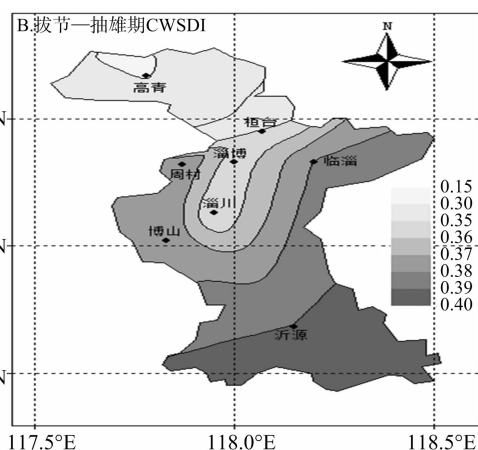 B.拔节—抽雄期CWSDI
N
高青
N
桓台
淄博
临淄
周村
淄川
博山
N
沂源
N
0.15
0.30
0.35
0.36
0.37
0.38
0.39
0.40
117.5°E
118.0°E
118.5°E